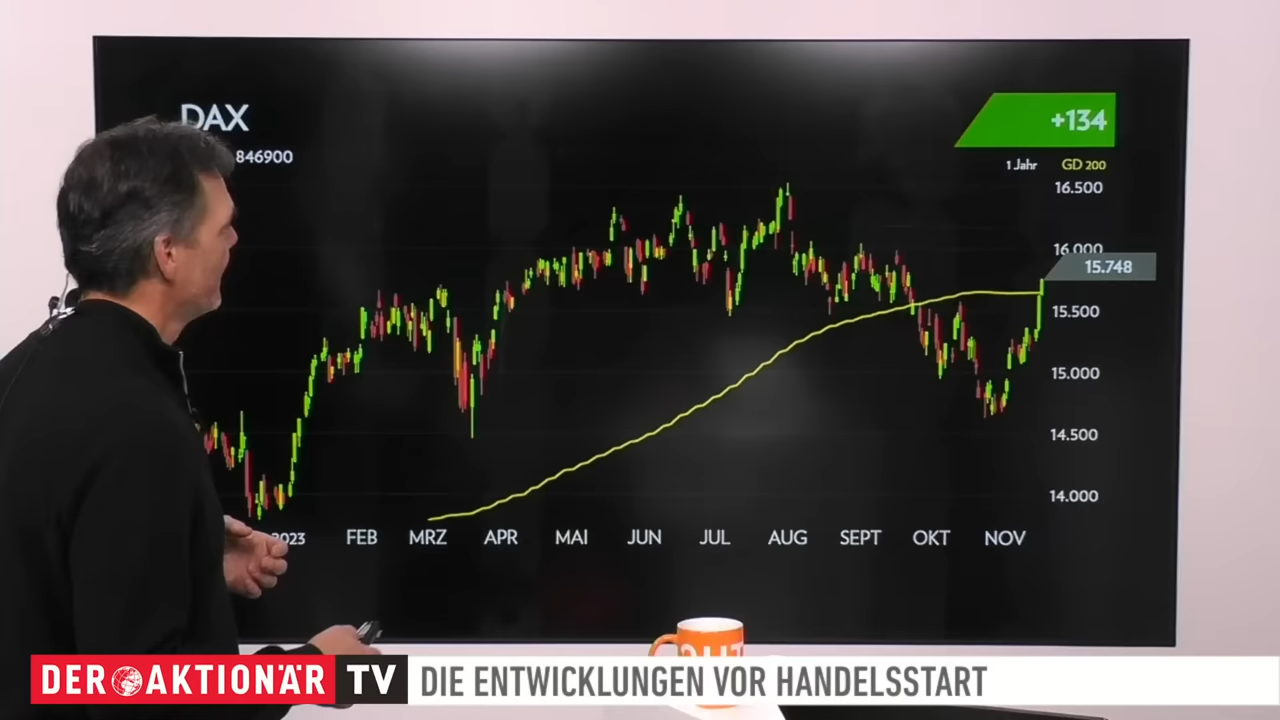 DAX
846900
+134
1 Jahr GD 200
16.500
16.000
15.748
15.500
15.000
14.500
14.000
2023 FEB MRZ APR MAI JUN JUL AUG SEPT OKT NOV
DER AKTIONÄR TV
DIE ENTWICKLUNGEN VOR HANDELSSTART